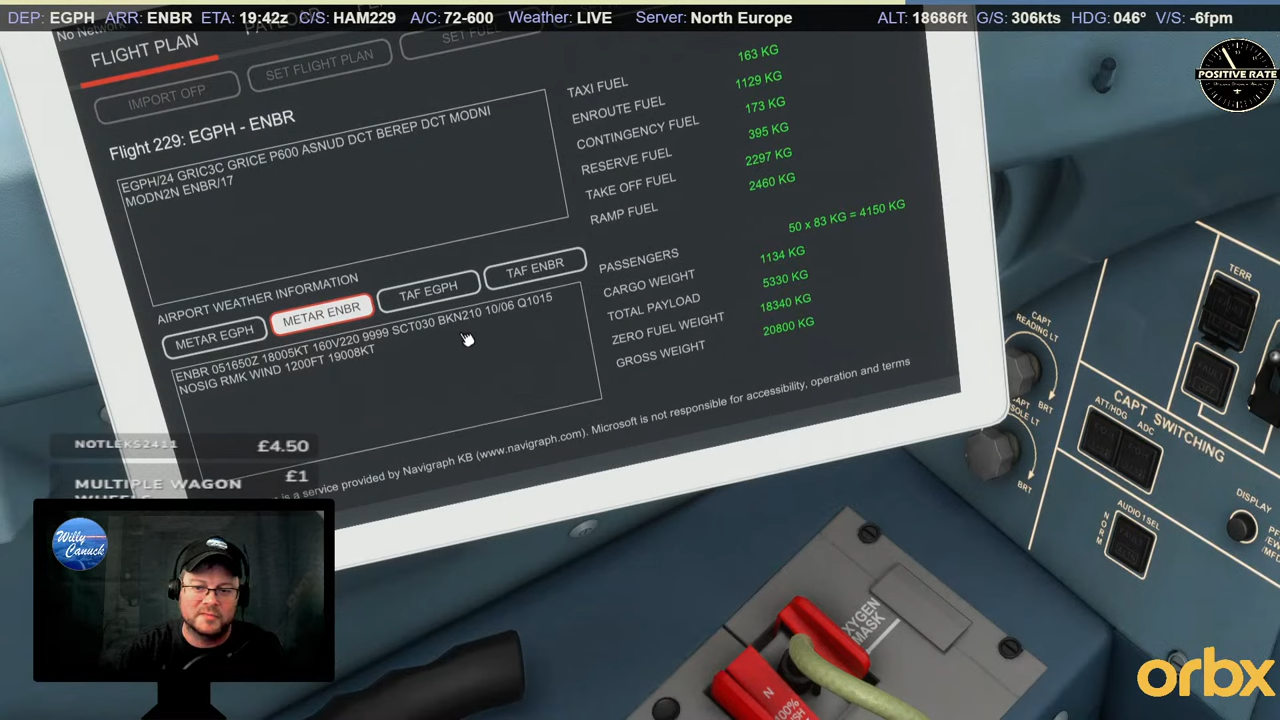 DEP: EGPH ARR: ENBR ETA: 19:42z C/S: HAM229 A/C: 72-600 Weather: LIVE Server: North Europe ALT: 18686ft G/S: 306kts HDG: 046° V/S: -6fpm
No Network
FLIGHT PLAN
IMPORT OFP
SET FLIGHT PLAN
Flight 229: EGPH - ENBR
EGPH/24 GRIC3C GRICE P600 ASNUD DCT BEREP DCT MODNI
MODN2N ENBR/17
AIRPORT WEATHER INFORMATION
METAR EGPH
METAR ENBR
TAF EGPH
TAF ENBR
ENBR 051650Z 18005KT 160V220 9999 SCT030 BKN210 10/06 Q1015
NOSIG RMK WIND 1200FT 19008KT
TAXI FUEL 163 KG
ENROUTE FUEL 1129 KG
CONTINGENCY FUEL 173 KG
RESERVE FUEL 395 KG
TAKE OFF FUEL 2297 KG
RAMP FUEL 2460 KG
PASSENGERS 50 x 83 KG = 4150 KG
CARGO WEIGHT 1134 KG
TOTAL PAYLOAD 5330 KG
ZERO FUEL WEIGHT 18340 KG
GROSS WEIGHT 20800 KG
is a service provided by Navigraph KB (www.navigraph.com). Microsoft is not responsible for accessibility, operation and terms
POSITIVE RATE
TERR
CAPT
READING LT
BRT
BRT
CAPT SWITCHING
ATT/HDG ADC
AUDIO 1 SEL
NORM
DISPLAY
OXYGEN
MASK
N
100%
NOTLEKS2411 £4.50
MULTIPLE WAGON £1
WHEELS
Willy
Canuck
orbx